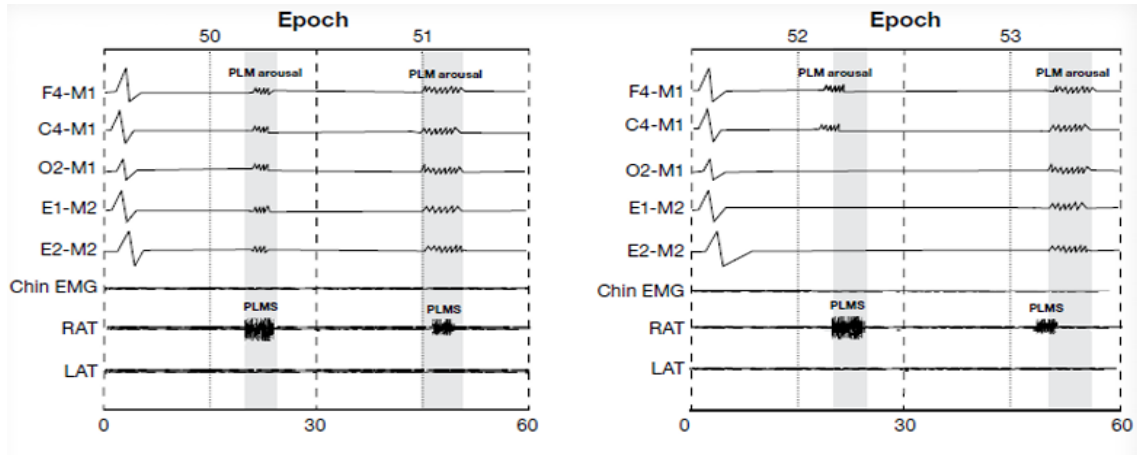 Epoch
50 51
PLM arousal PLM arousal
F4-M1
C4-M1
O2-M1
E1-M2
E2-M2
Chin EMG
PLMS PLMS
RAT
LAT
0 30 60
Epoch
52 53
PLM arousal PLM arousal
F4-M1
C4-M1
O2-M1
E1-M2
E2-M2
Chin EMG
PLMS PLMS
RAT
LAT
0 30 60